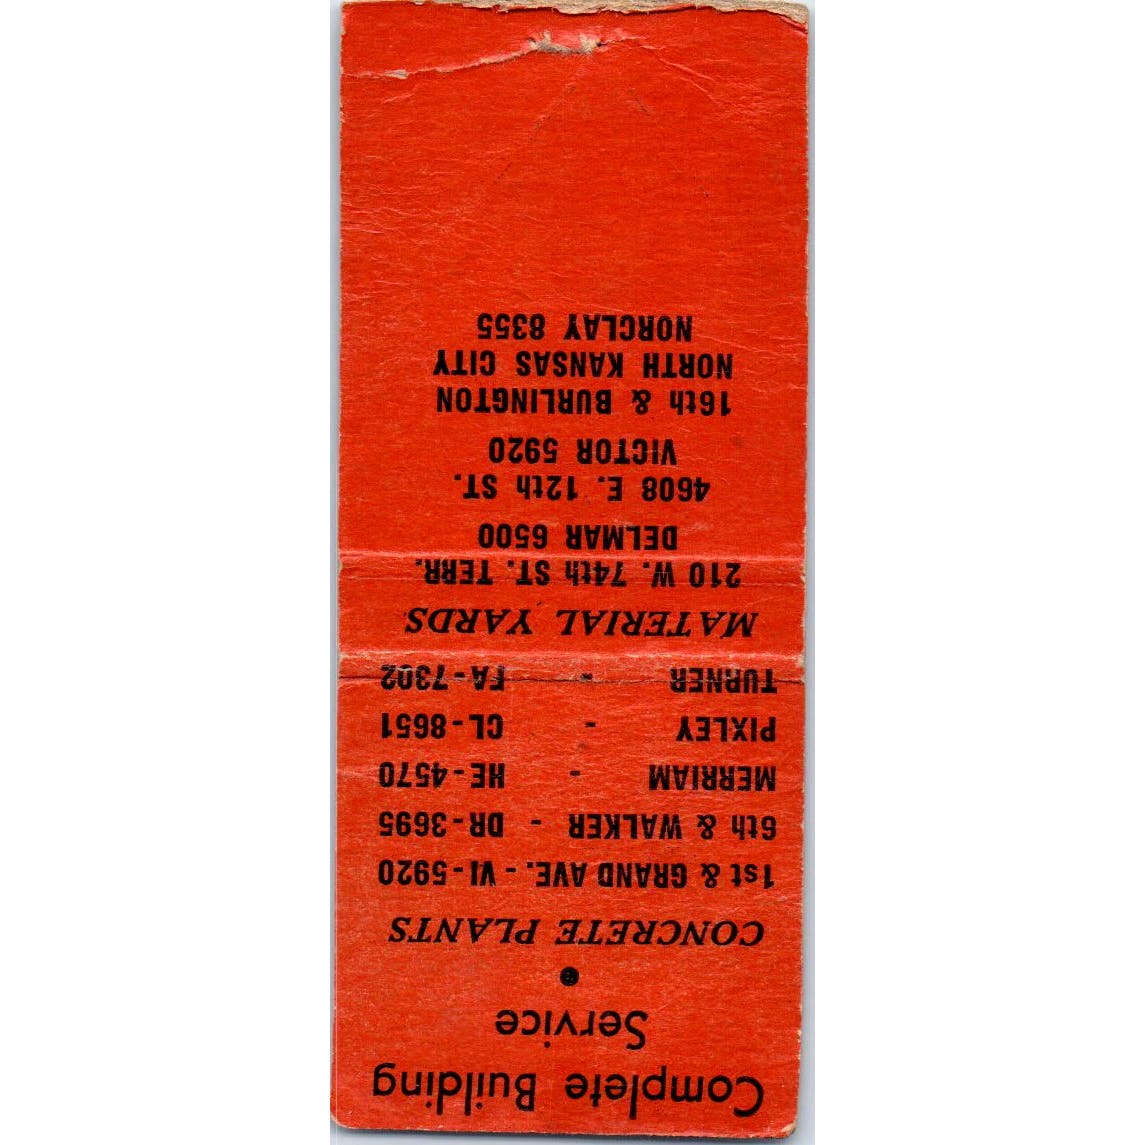 Complete Building
Service
•
CONCRETE PLANTS
1st & GRAND AVE. - VI-5920
6th & WALKER - DR-3695
MERRIAM - HE-4570
PIXLEY - CL-8651
TURNER - FA-7302
MATERIAL YARDS
210 W. 74th ST. TERR.
DELMAR 6500
4608 E. 12th ST.
VICTOR 5920
16th & BURLINGTON
NORTH KANSAS CITY
NORCLAY 8355